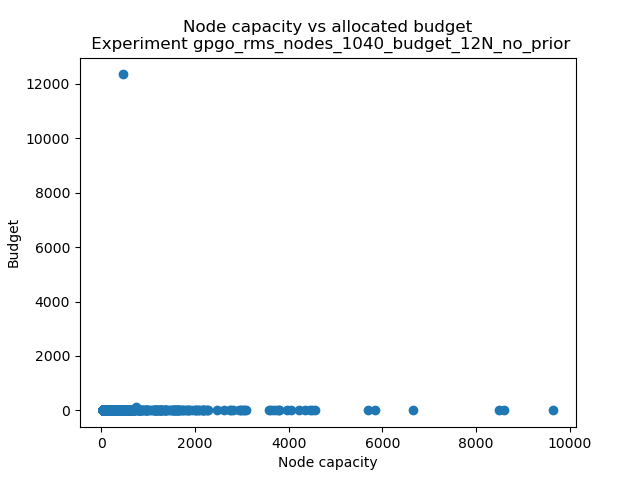 Node capacity vs allocated budget
Experiment gpgo_rms_nodes_1040_budget_12N_no_prior
12000
10000
8000
6000
4000
2000
0
Budget
0 2000 4000 6000 8000 10000
Node capacity